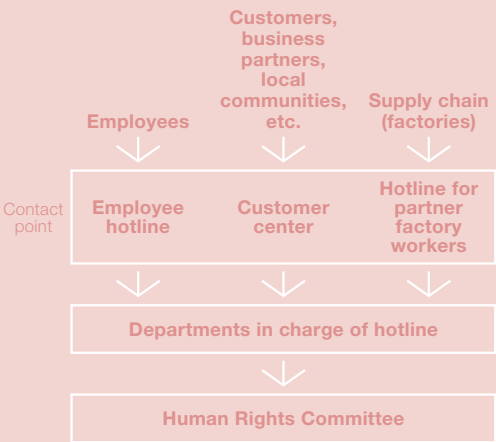 Employees
Customers,
business
partners,
local
communities,
etc.
Supply chain
(factories)
Contact
point
Employee
hotline
Customer
center
Hotline for
partner
factory
workers
Departments in charge of hotline
Human Rights Committee